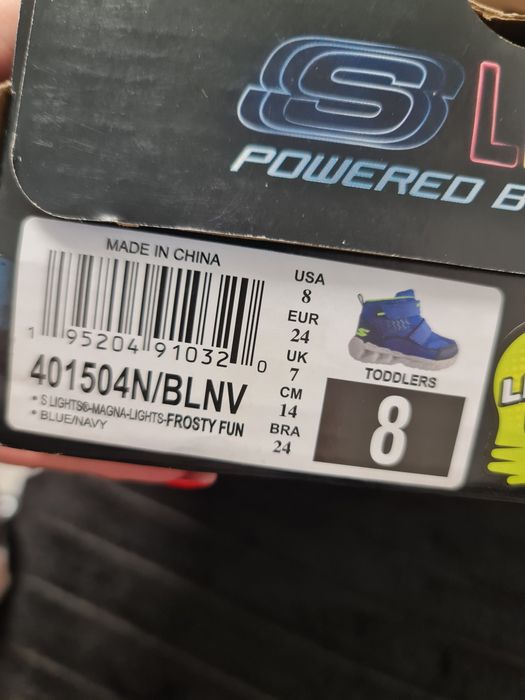 S L
POWERED B
MADE IN CHINA
1 95204 91032 0
401504N/BLNV
* S LIGHTS®-MAGNA-LIGHTS-FROSTY FUN
* BLUE/NAVY
USA
8
EUR
24
UK
7
CM
14
BRA
24
TODDLERS
8
L